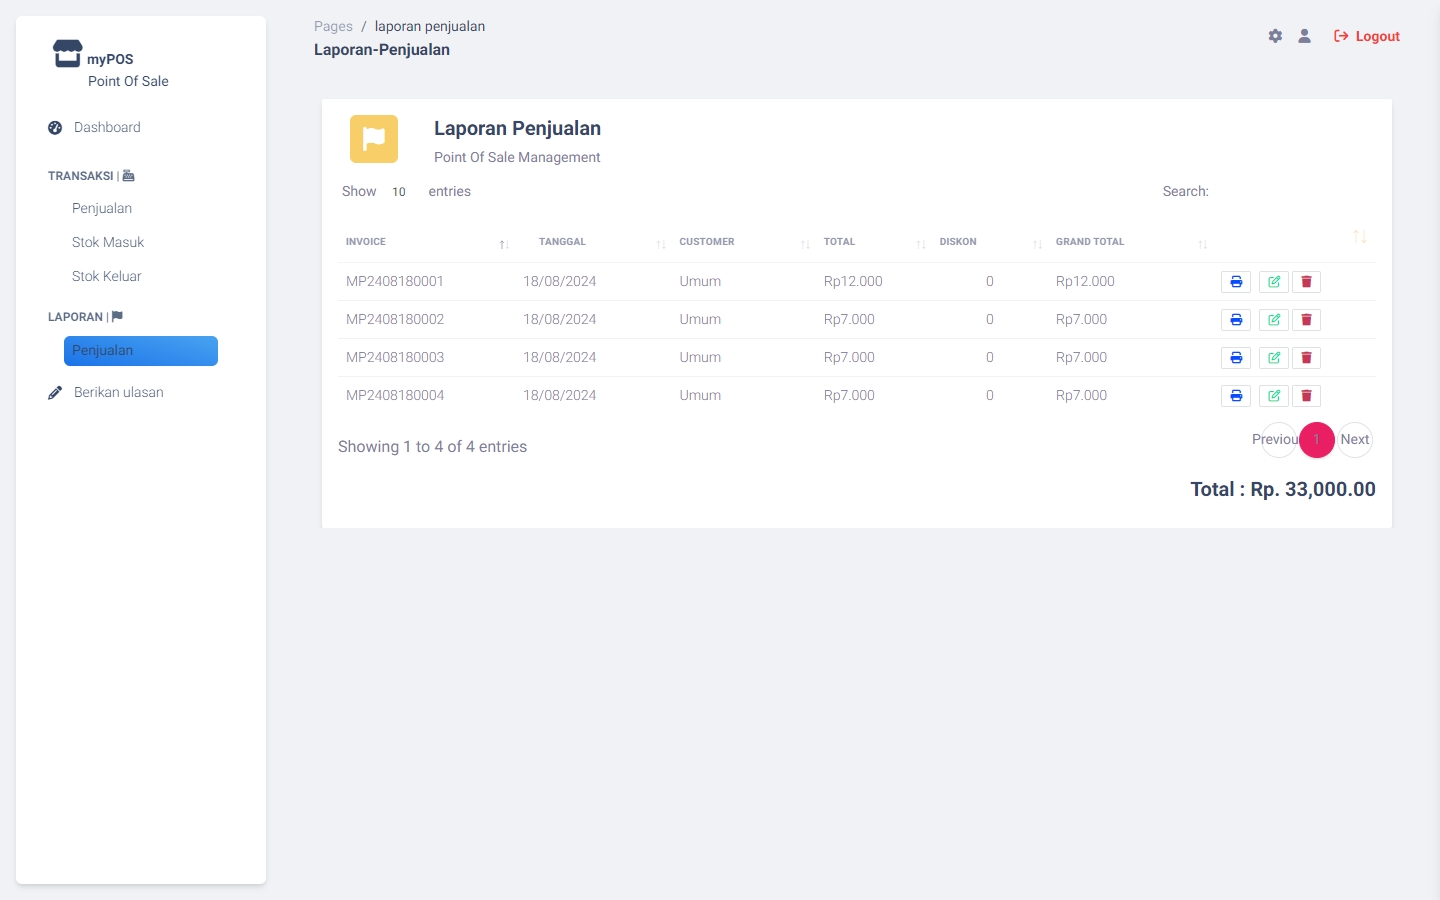 myPOS
Point Of Sale
Dashboard
TRANSAKSI |
Penjualan
Stok Masuk
Stok Keluar
LAPORAN |
Penjualan
Berikan ulasan
Pages / laporan penjualan
Laporan-Penjualan
Logout
Laporan Penjualan
Point Of Sale Management
Show 10 entries
Search:
INVOICE TANGGAL CUSTOMER TOTAL DISKON GRAND TOTAL
MP2408180001 18/08/2024 Umum Rp12.000 0 Rp12.000
MP2408180002 18/08/2024 Umum Rp7.000 0 Rp7.000
MP2408180003 18/08/2024 Umum Rp7.000 0 Rp7.000
MP2408180004 18/08/2024 Umum Rp7.000 0 Rp7.000
Showing 1 to 4 of 4 entries
Previou 1 Next
Total : Rp. 33,000.00